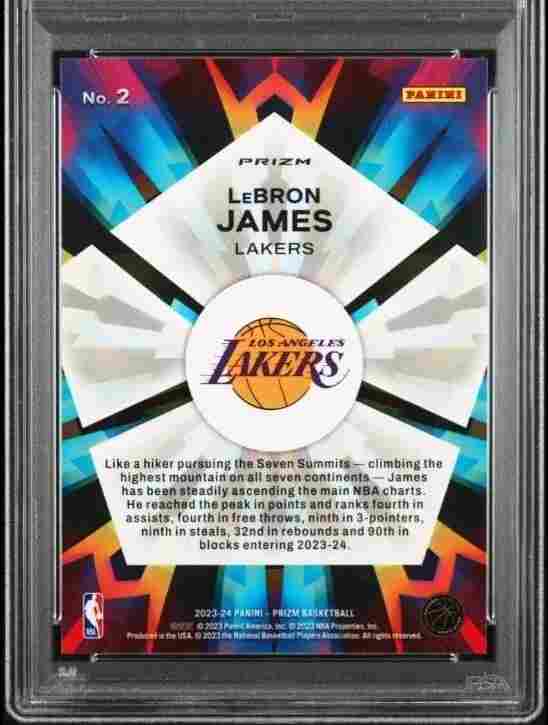 No. 2
PANINI
PRIZM
LeBRON
JAMES
LAKERS
LOS ANGELES
LAKERS
Like a hiker pursuing the Seven Summits — climbing the
highest mountain on all seven continents — James
has been steadily ascending the main NBA charts.
He reached the peak in points and ranks fourth in
assists, fourth in free throws, ninth in 3-pointers,
ninth in steals, 32nd in rebounds and 90th in
blocks entering 2023-24.
2023-24 PANINI – PRIZM BASKETBALL
© 2023 Panini America, Inc. © 2023 NBA Properties, Inc.
Produced in the USA. © 2023 the National Basketball Players Association. All rights reserved.
NBA
PSA